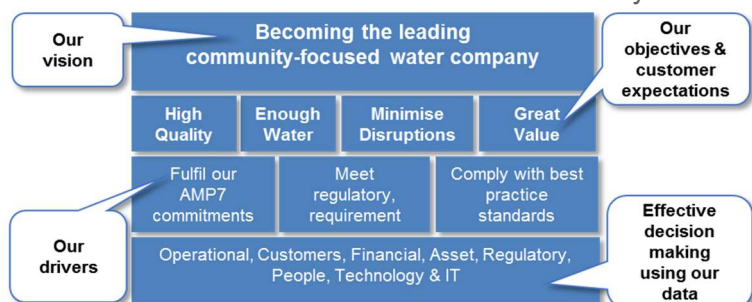 Our
vision
Becoming the leading
community-focused water company
Our
objectives &
customer
expectations
High
Quality
Enough
Water
Minimise
Disruptions
Great
Value
Fulfil our
AMP7
commitments
Meet
regulatory,
requirement
Comply with best
practice
standards
Our
drivers
Operational, Customers, Financial, Asset, Regulatory,
People, Technology & IT
Effective
decision
making
using our
data